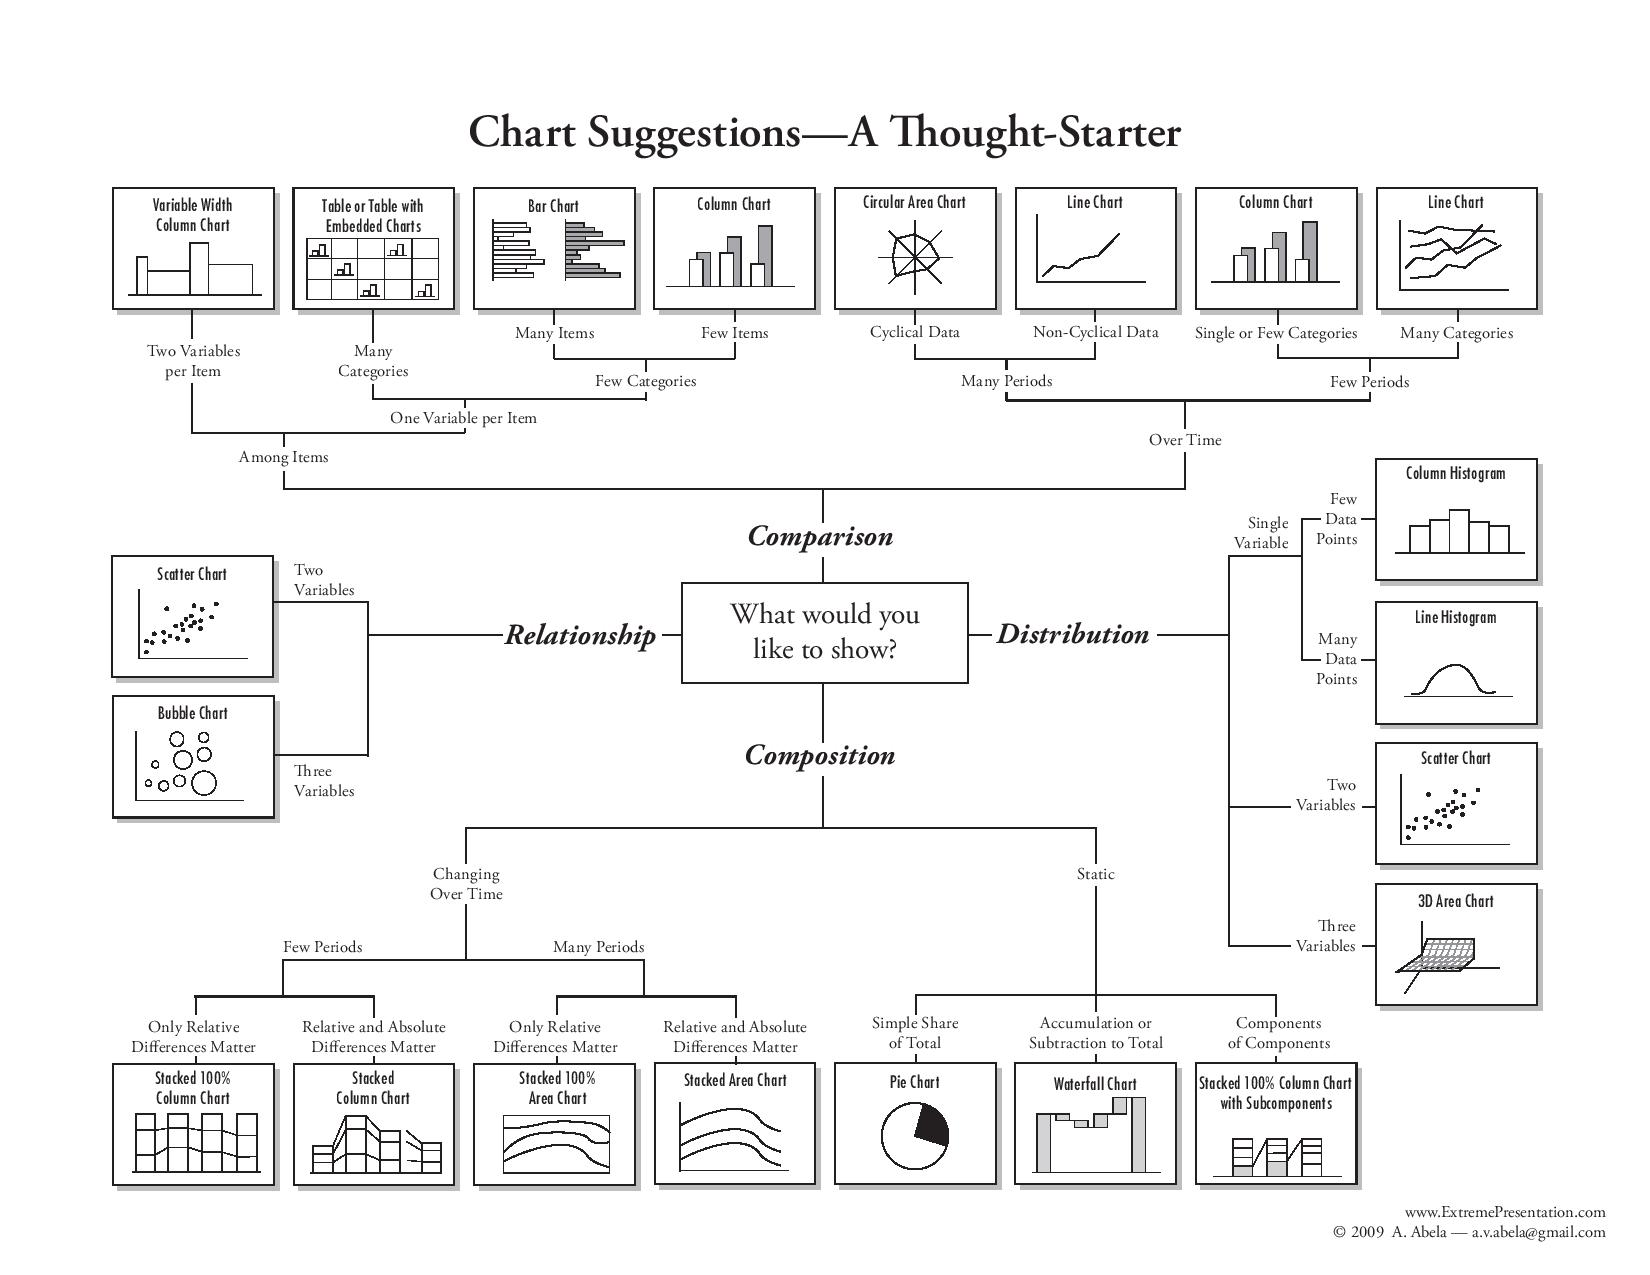 Chart Suggestions—A Thought-Starter
Variable Width
Column Chart
Table or Table with
Embedded Charts
Bar Chart
Column Chart
Circular Area Chart
Line Chart
Column Chart
Line Chart
Two Variables
per Item
Many
Categories
Many Items
Few Items
Cyclical Data
Non-Cyclical Data
Single or Few Categories
Many Categories
Few Categories
Many Periods
Few Periods
One Variable per Item
Among Items
Over Time
Comparison
What would you
like to show?
Relationship
Two
Variables
Scatter Chart
Three
Variables
Bubble Chart
Distribution
Single
Variable
Few
Data
Points
Column Histogram
Many
Data
Points
Line Histogram
Two
Variables
Scatter Chart
Three
Variables
3D Area Chart
Composition
Changing
Over Time
Static
Few Periods
Many Periods
Only Relative
Differences Matter
Relative and Absolute
Differences Matter
Only Relative
Differences Matter
Relative and Absolute
Differences Matter
Simple Share
of Total
Accumulation or
Subtraction to Total
Components
of Components
Stacked 100%
Column Chart
Stacked
Column Chart
Stacked 100%
Area Chart
Stacked Area Chart
Pie Chart
Waterfall Chart
Stacked 100% Column Chart
with Subcomponents
www.ExtremePresentation.com
© 2009 A. Abela — a.v.abela@gmail.com